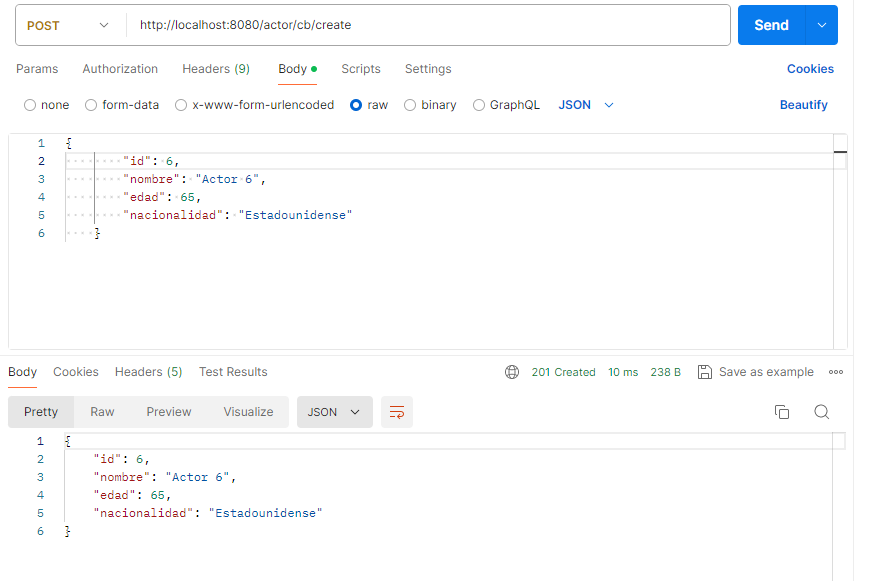 POST http://localhost:8080/actor/cb/create Send
Params Authorization Headers (9) Body Scripts Settings Cookies
none form-data x-www-form-urlencoded raw binary GraphQL JSON Beautify
1 {
2 "id": 6,
3 "nombre": "Actor 6",
4 "edad": 65,
5 "nacionalidad": "Estadounidense"
6 }
Body Cookies Headers (5) Test Results 201 Created 10 ms 238 B Save as example
Pretty Raw Preview Visualize JSON
1 {
2 "id": 6,
3 "nombre": "Actor 6",
4 "edad": 65,
5 "nacionalidad": "Estadounidense"
6 }